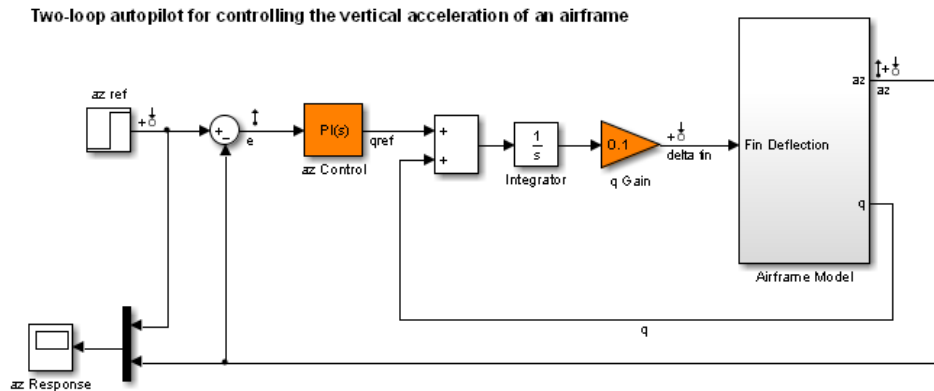 Two-loop autopilot for controlling the vertical acceleration of an airframe
az ref
+
+
−
e
PI(s)
az Control
qref
+
+
1
s
Integrator
0.1
q Gain
+
delta fin
Fin Deflection
az
q
Airframe Model
+
az
q
az Response